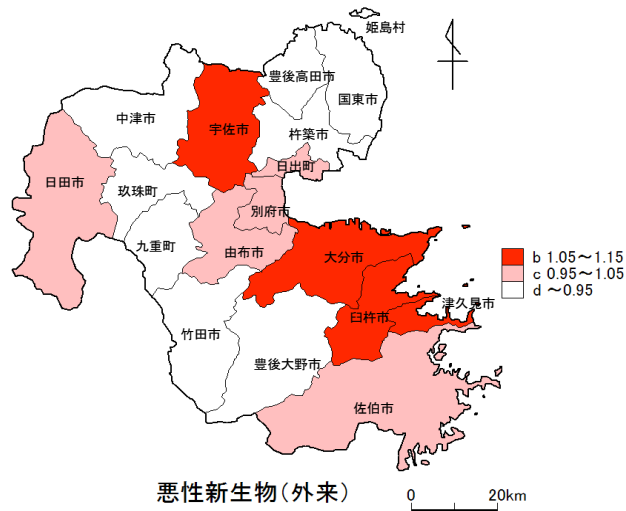 姫島村
豊後高田市
国東市
中津市
宇佐市
杵築市
日出町
日田市
玖珠町
別府市
九重町
由布市
大分市
b 1.05～1.15
c 0.95～1.05
d ～0.95
津久見市
臼杵市
竹田市
豊後大野市
佐伯市
悪性新生物（外来）
0 20km